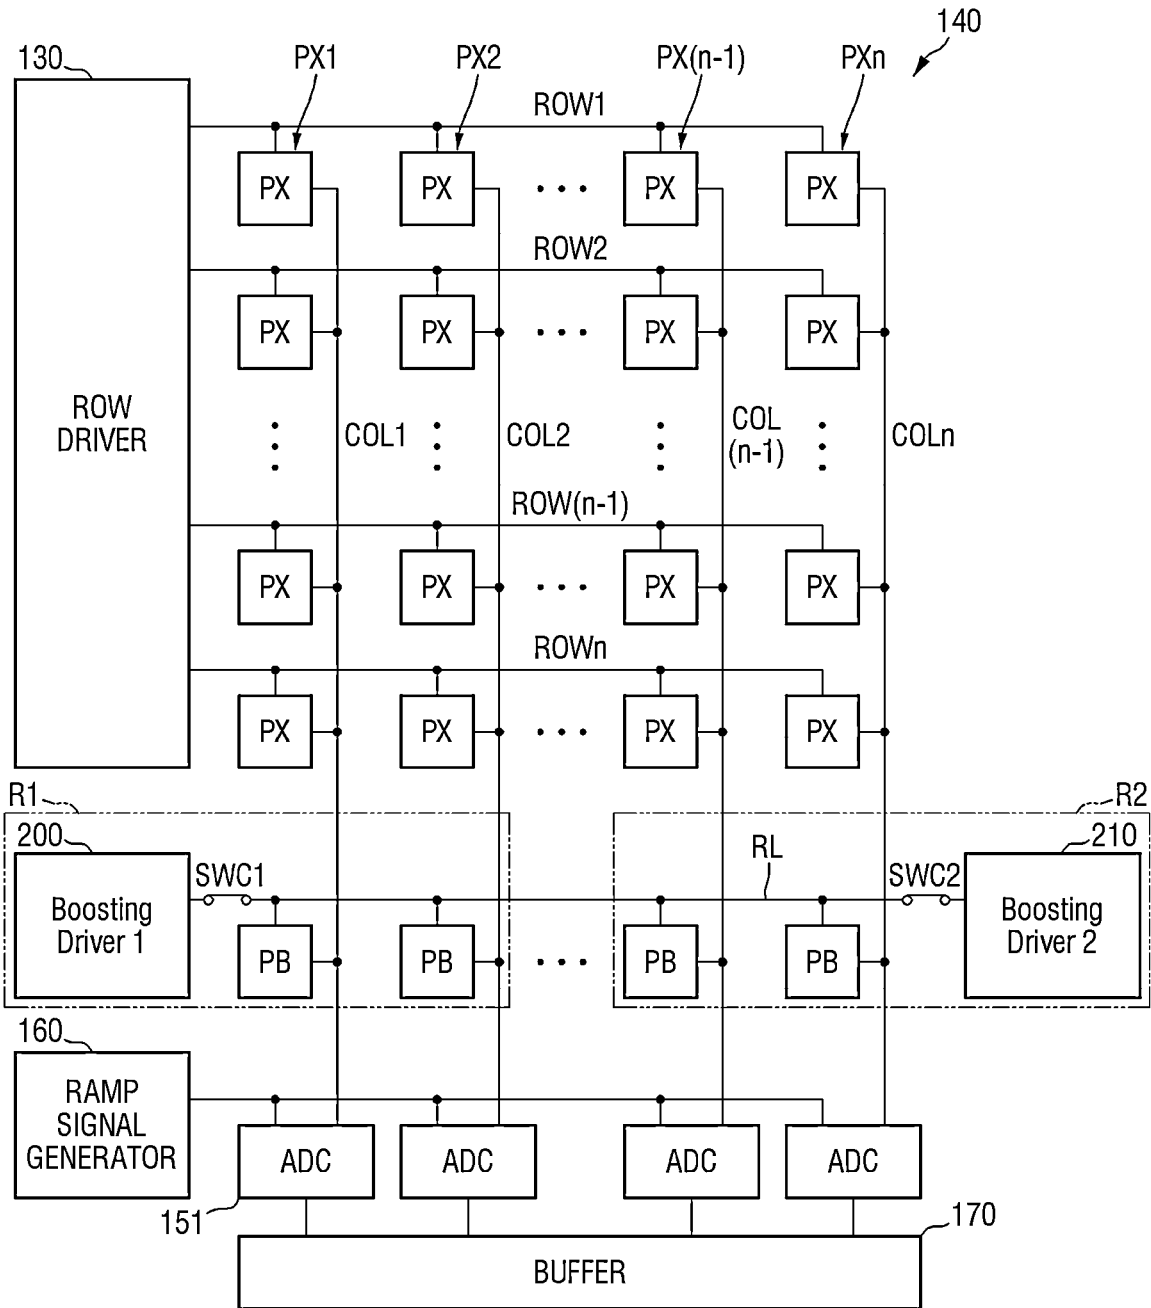 140
130
PX1
PX2
PX(n-1)
PXn
ROW1
PX
PX
PX
PX
ROW2
PX
PX
PX
PX
ROW
DRIVER
COL1
COL2
COL
(n-1)
COLn
ROW(n-1)
PX
PX
PX
PX
ROWn
PX
PX
PX
PX
R1
R2
200
210
SWC1
RL
SWC2
Boosting
Driver 1
Boosting
Driver 2
PB
PB
PB
PB
160
RAMP
SIGNAL
GENERATOR
ADC
ADC
ADC
ADC
151
170
BUFFER